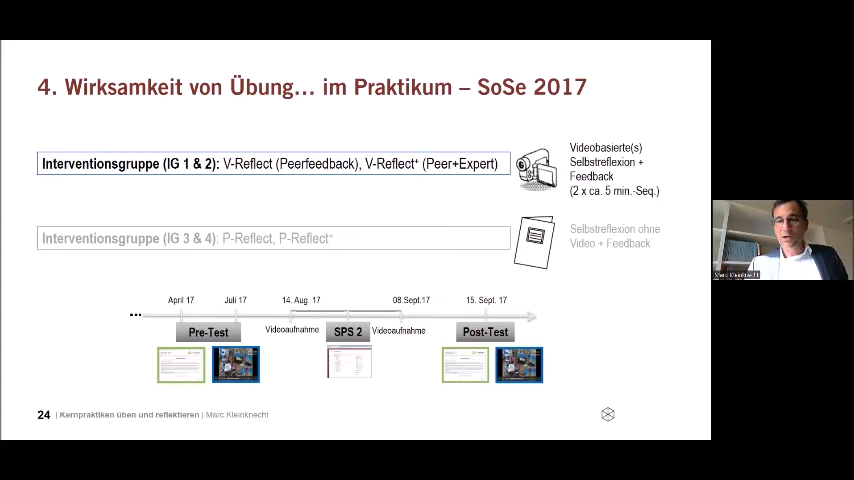 4. Wirksamkeit von Übung… im Praktikum – SoSe 2017
Interventionsgruppe (IG 1 & 2): V-Reflect (Peerfeedback), V-Reflect⁺ (Peer+Expert)
Videobasierte(s)
Selbstreflexion +
Feedback
(2 x ca. 5 min.-Seq.)
Interventionsgruppe (IG 3 & 4): P-Reflect, P-Reflect⁺
Selbstreflexion ohne
Video + Feedback
Marc Kleinknecht
...
April 17
Juli 17
14. Aug 17
08.Sept.17
15. Sept. 17
Pre-Test
Videoaufnahme
SPS 2
Videoaufnahme
Post-Test
24 | Kernpraktiken üben und reflektieren | Marc Kleinknecht